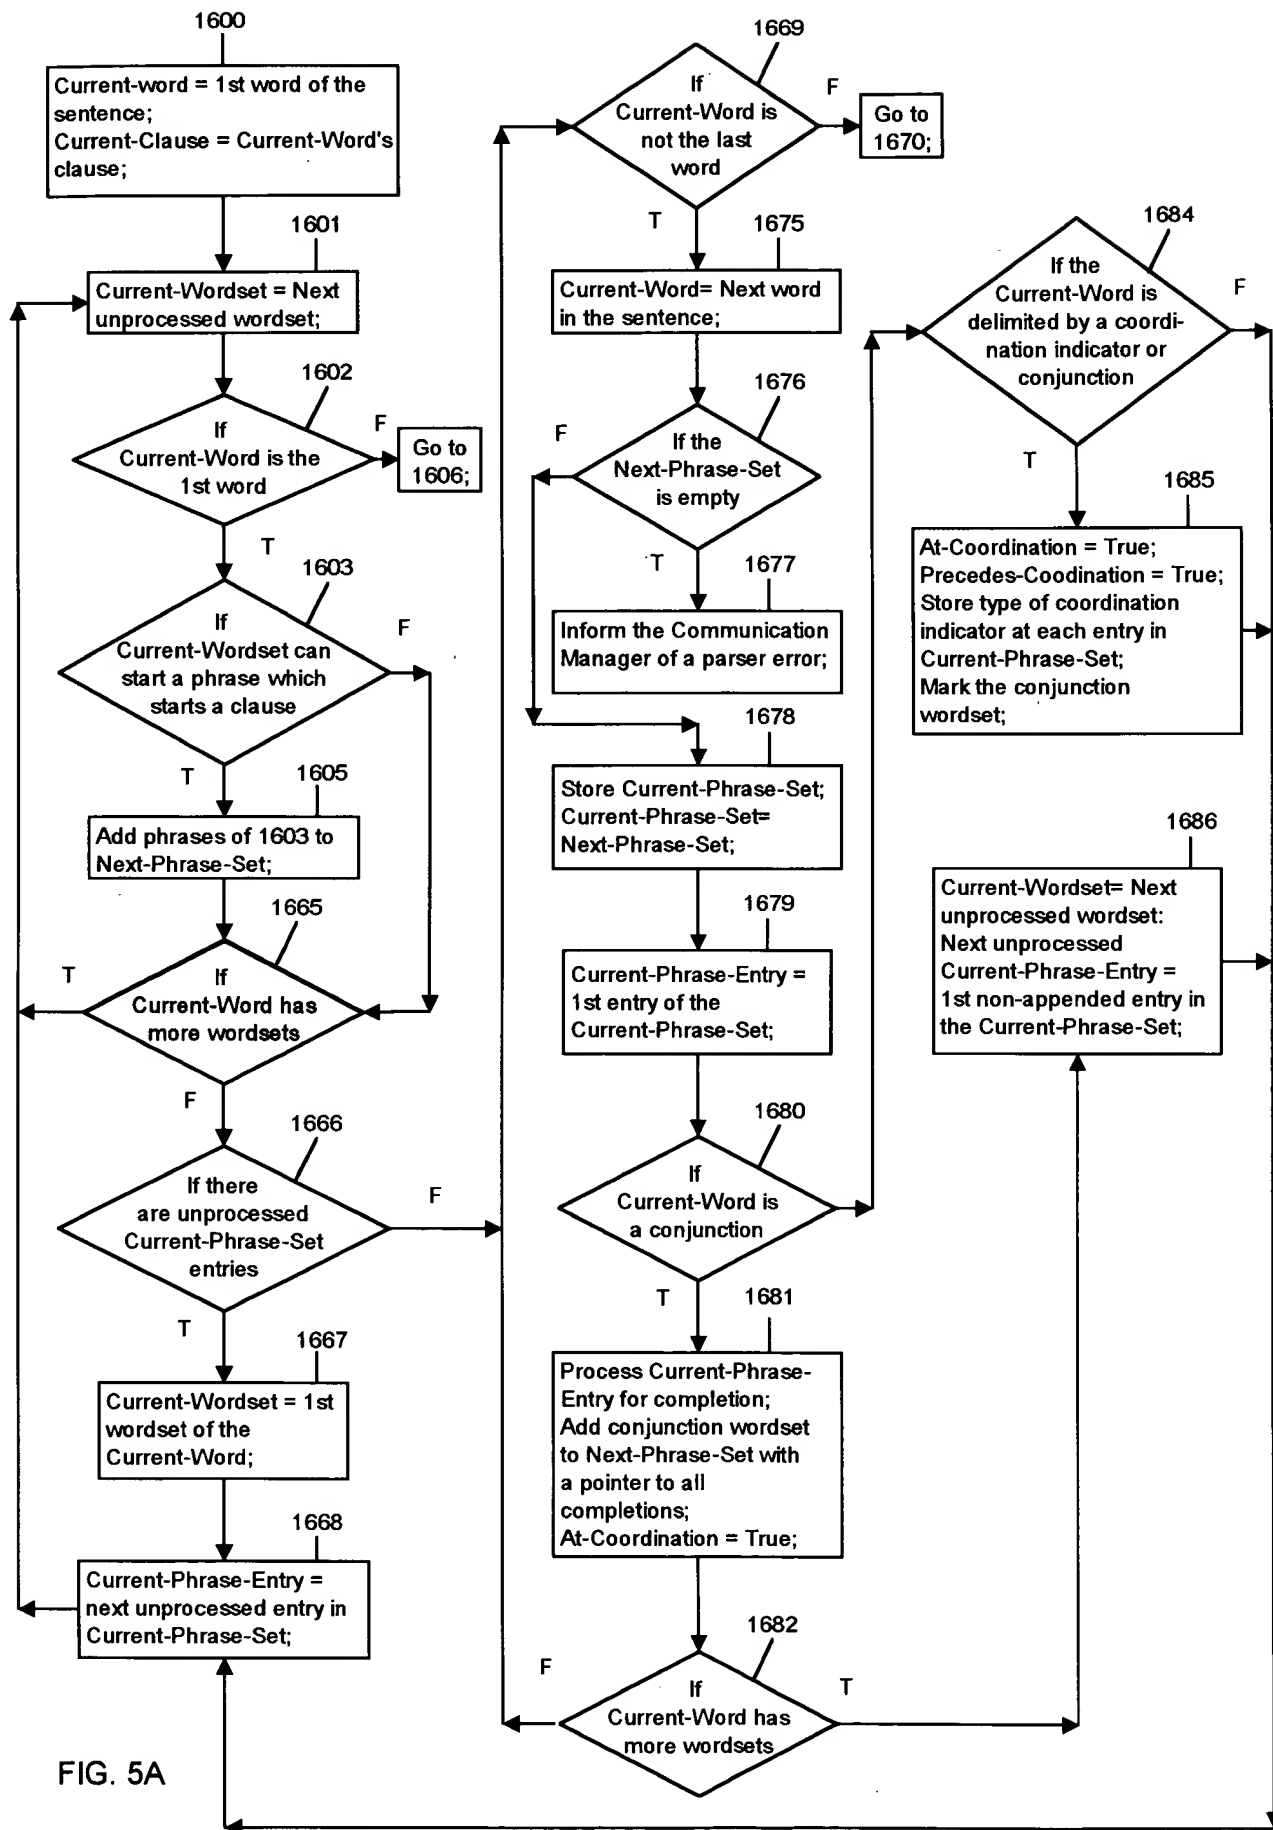 1600
Current-word = 1st word of the
sentence;
Current-Clause = Current-Word's
clause;
1601
Current-Wordset = Next
unprocessed wordset;
1602
If
Current-Word is the
1st word
F
Go to
1606;
T
1603
If
Current-Wordset can
start a phrase which
starts a clause
F
T
1605
Add phrases of 1603 to
Next-Phrase-Set;
1665
If
Current-Word has
more wordsets
T
F
1666
If there
are unprocessed
Current-Phrase-Set
entries
F
T
1667
Current-Wordset = 1st
wordset of the
Current-Word;
1668
Current-Phrase-Entry =
next unprocessed entry in
Current-Phrase-Set;
1669
If
Current-Word is
not the last
word
F
Go to
1670;
T
1675
Current-Word= Next word
in the sentence;
1676
If the
Next-Phrase-Set
is empty
F
T
1677
Inform the Communication
Manager of a parser error;
1678
Store Current-Phrase-Set;
Current-Phrase-Set=
Next-Phrase-Set;
1679
Current-Phrase-Entry =
1st entry of the
Current-Phrase-Set;
1680
If
Current-Word is
a conjunction
T
1681
Process Current-Phrase-
Entry for completion;
Add conjunction wordset
to Next-Phrase-Set with
a pointer to all
completions;
At-Coordination = True;
1682
If
Current-Word has
more wordsets
F
T
1684
If the
Current-Word is
delimited by a coordi-
nation indicator or
conjunction
F
T
1685
At-Coordination = True;
Precedes-Coodination = True;
Store type of coordination
indicator at each entry in
Current-Phrase-Set;
Mark the conjunction
wordset;
1686
Current-Wordset= Next
unprocessed wordset:
Next unprocessed
Current-Phrase-Entry =
1st non-appended entry in
the Current-Phrase-Set;
FIG. 5A